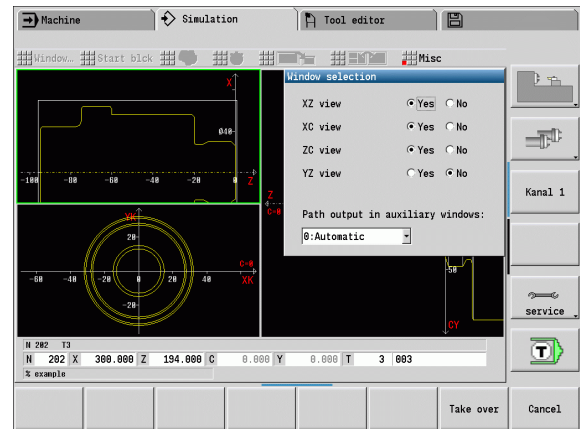 Machine Simulation Tool editor
Window... Start blck Misc
Window selection
XZ view Yes No
XC view Yes No
ZC view Yes No
YZ view Yes No
Path output in auxiliary windows:
0:Automatic
X
Ø40
-100 -80 -60 -40 -20 0 Z
Z
C=0
YK
20
C=0
-60 -40 -20 0 20 40 XK
-20
-50
CY
Kanal 1
service
T
N 202 T3
N 202 X 300.000 Z 194.000 C 0.000 Y 0.000 T 3 003
% example
Take over Cancel